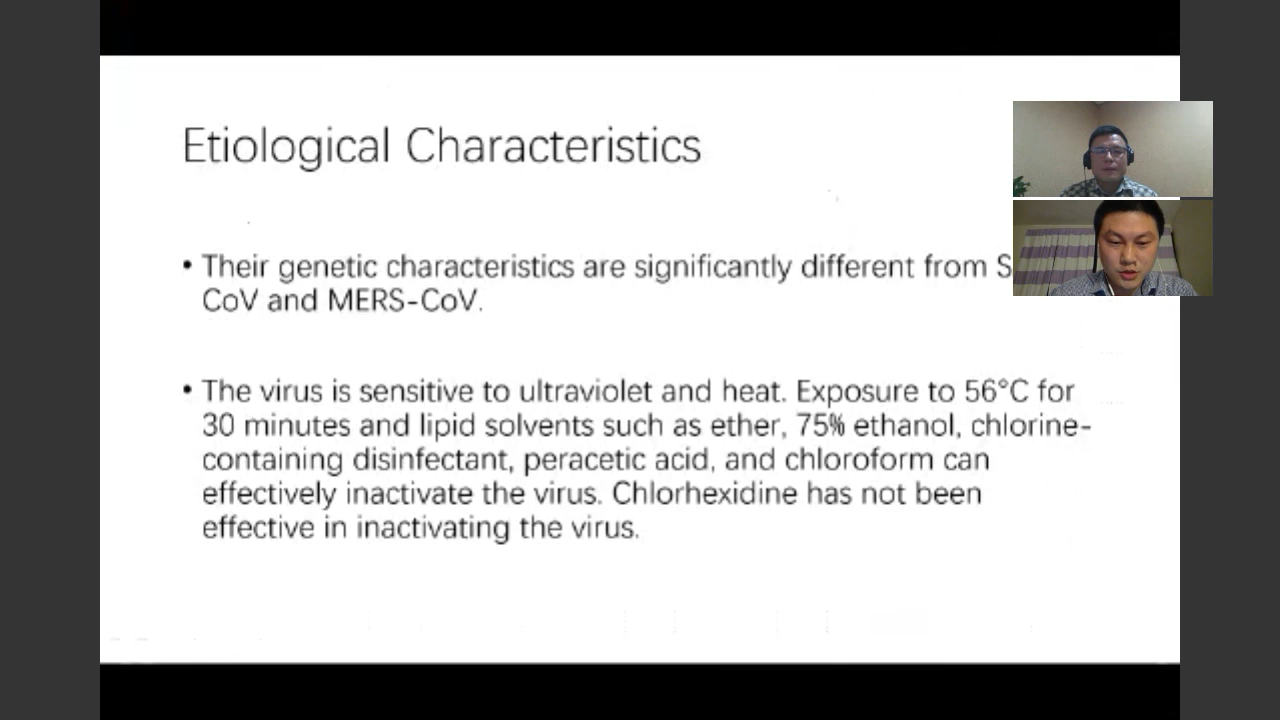 Etiological Characteristics
• Their genetic characteristics are significantly different from
CoV and MERS-CoV.
• The virus is sensitive to ultraviolet and heat. Exposure to 56°C for
30 minutes and lipid solvents such as ether, 75% ethanol, chlorine-
containing disinfectant, peracetic acid, and chloroform can
effectively inactivate the virus. Chlorhexidine has not been
effective in inactivating the virus.